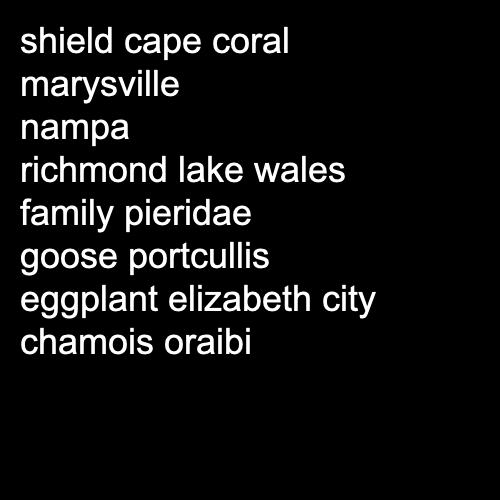 shield cape coral
marysville
nampa
richmond lake wales
family pieridae
goose portcullis
eggplant elizabeth city
chamois oraibi